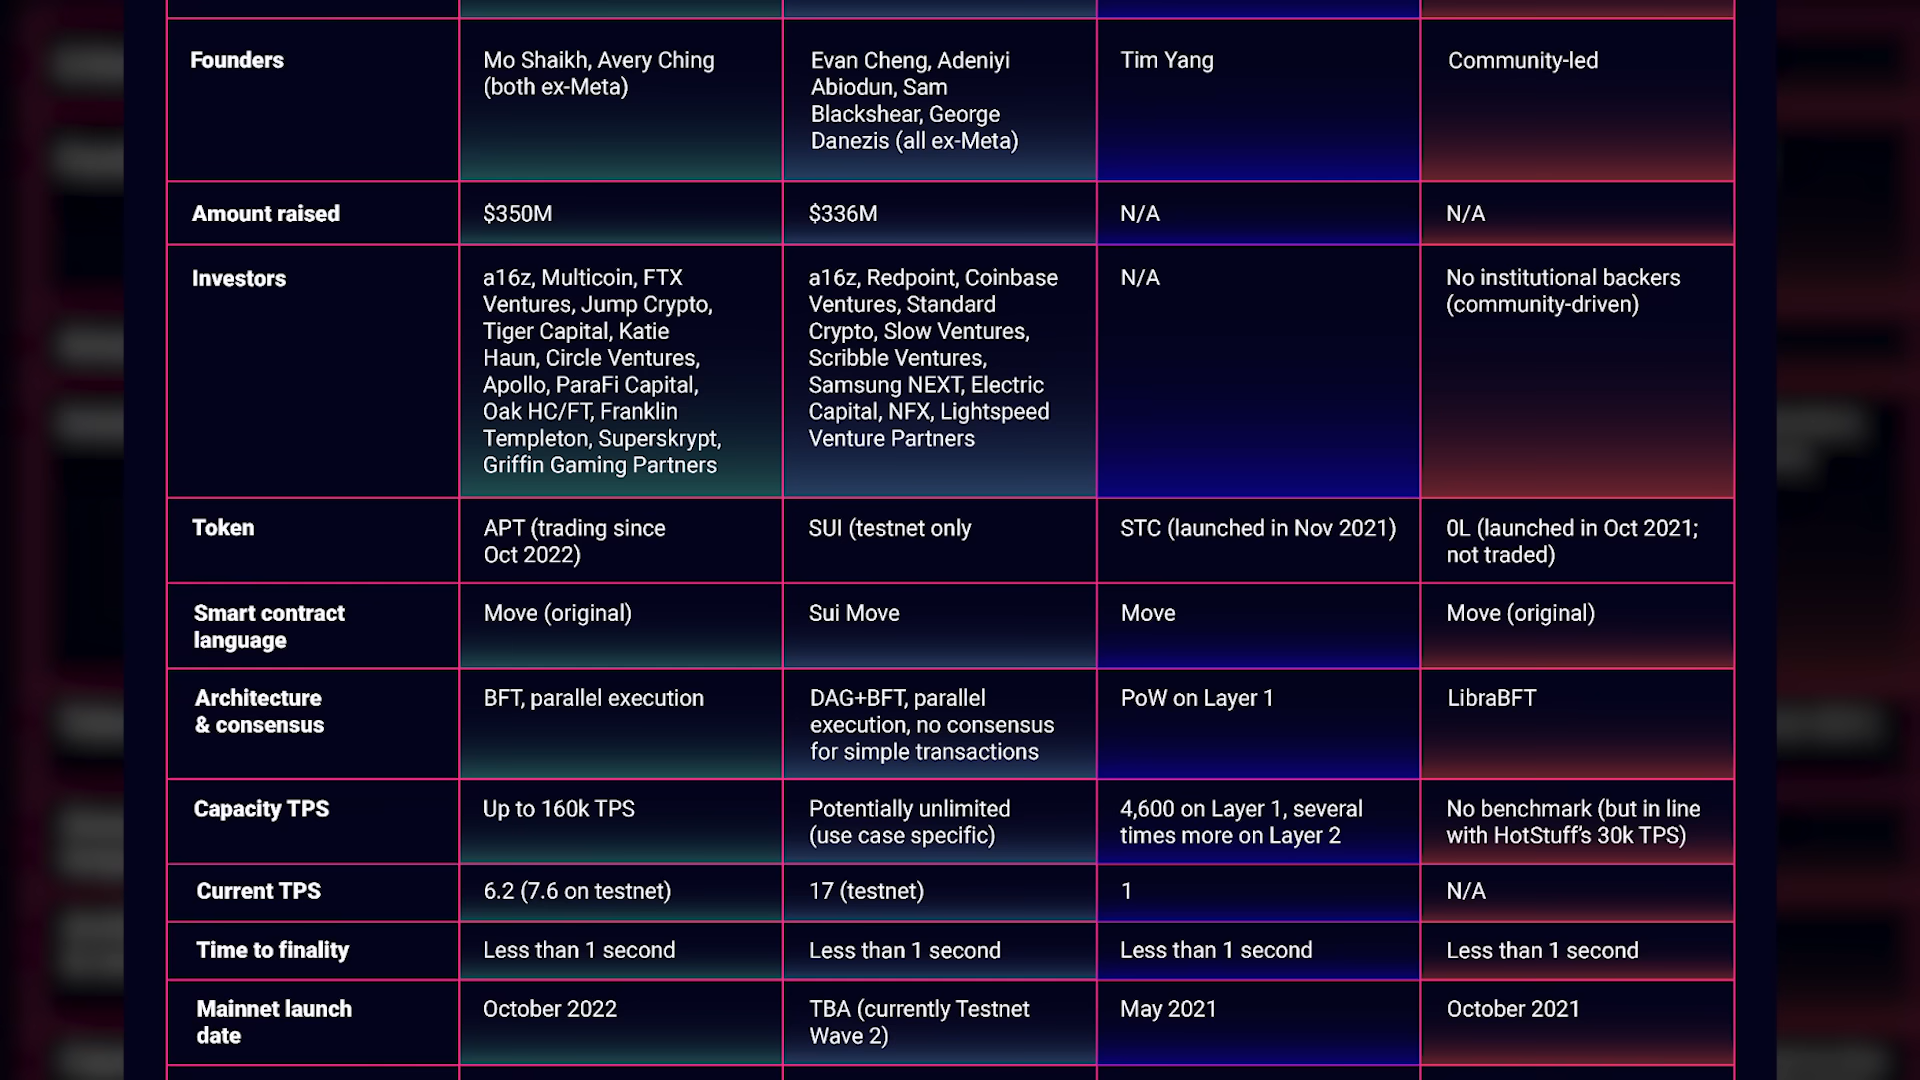 Founders
Mo Shaikh, Avery Ching
(both ex-Meta)
Evan Cheng, Adeniyi
Abiodun, Sam
Blackshear, George
Danezis (all ex-Meta)
Tim Yang
Community-led
Amount raised
$350M
$336M
N/A
N/A
Investors
a16z, Multicoin, FTX
Ventures, Jump Crypto,
Tiger Capital, Katie
Haun, Circle Ventures,
Apollo, ParaFi Capital,
Oak HC/FT, Franklin
Templeton, Superskrypt,
Griffin Gaming Partners
a16z, Redpoint, Coinbase
Ventures, Standard
Crypto, Slow Ventures,
Scribble Ventures,
Samsung NEXT, Electric
Capital, NFX, Lightspeed
Venture Partners
N/A
No institutional backers
(community-driven)
Token
APT (trading since
Oct 2022)
SUI (testnet only
STC (launched in Nov 2021)
0L (launched in Oct 2021;
not traded)
Smart contract
language
Move (original)
Sui Move
Move
Move (original)
Architecture
& consensus
BFT, parallel execution
DAG+BFT, parallel
execution, no consensus
for simple transactions
PoW on Layer 1
LibraBFT
Capacity TPS
Up to 160k TPS
Potentially unlimited
(use case specific)
4,600 on Layer 1, several
times more on Layer 2
No benchmark (but in line
with HotStuff's 30k TPS)
Current TPS
6.2 (7.6 on testnet)
17 (testnet)
1
N/A
Time to finality
Less than 1 second
Less than 1 second
Less than 1 second
Less than 1 second
Mainnet launch
date
October 2022
TBA (currently Testnet
Wave 2)
May 2021
October 2021